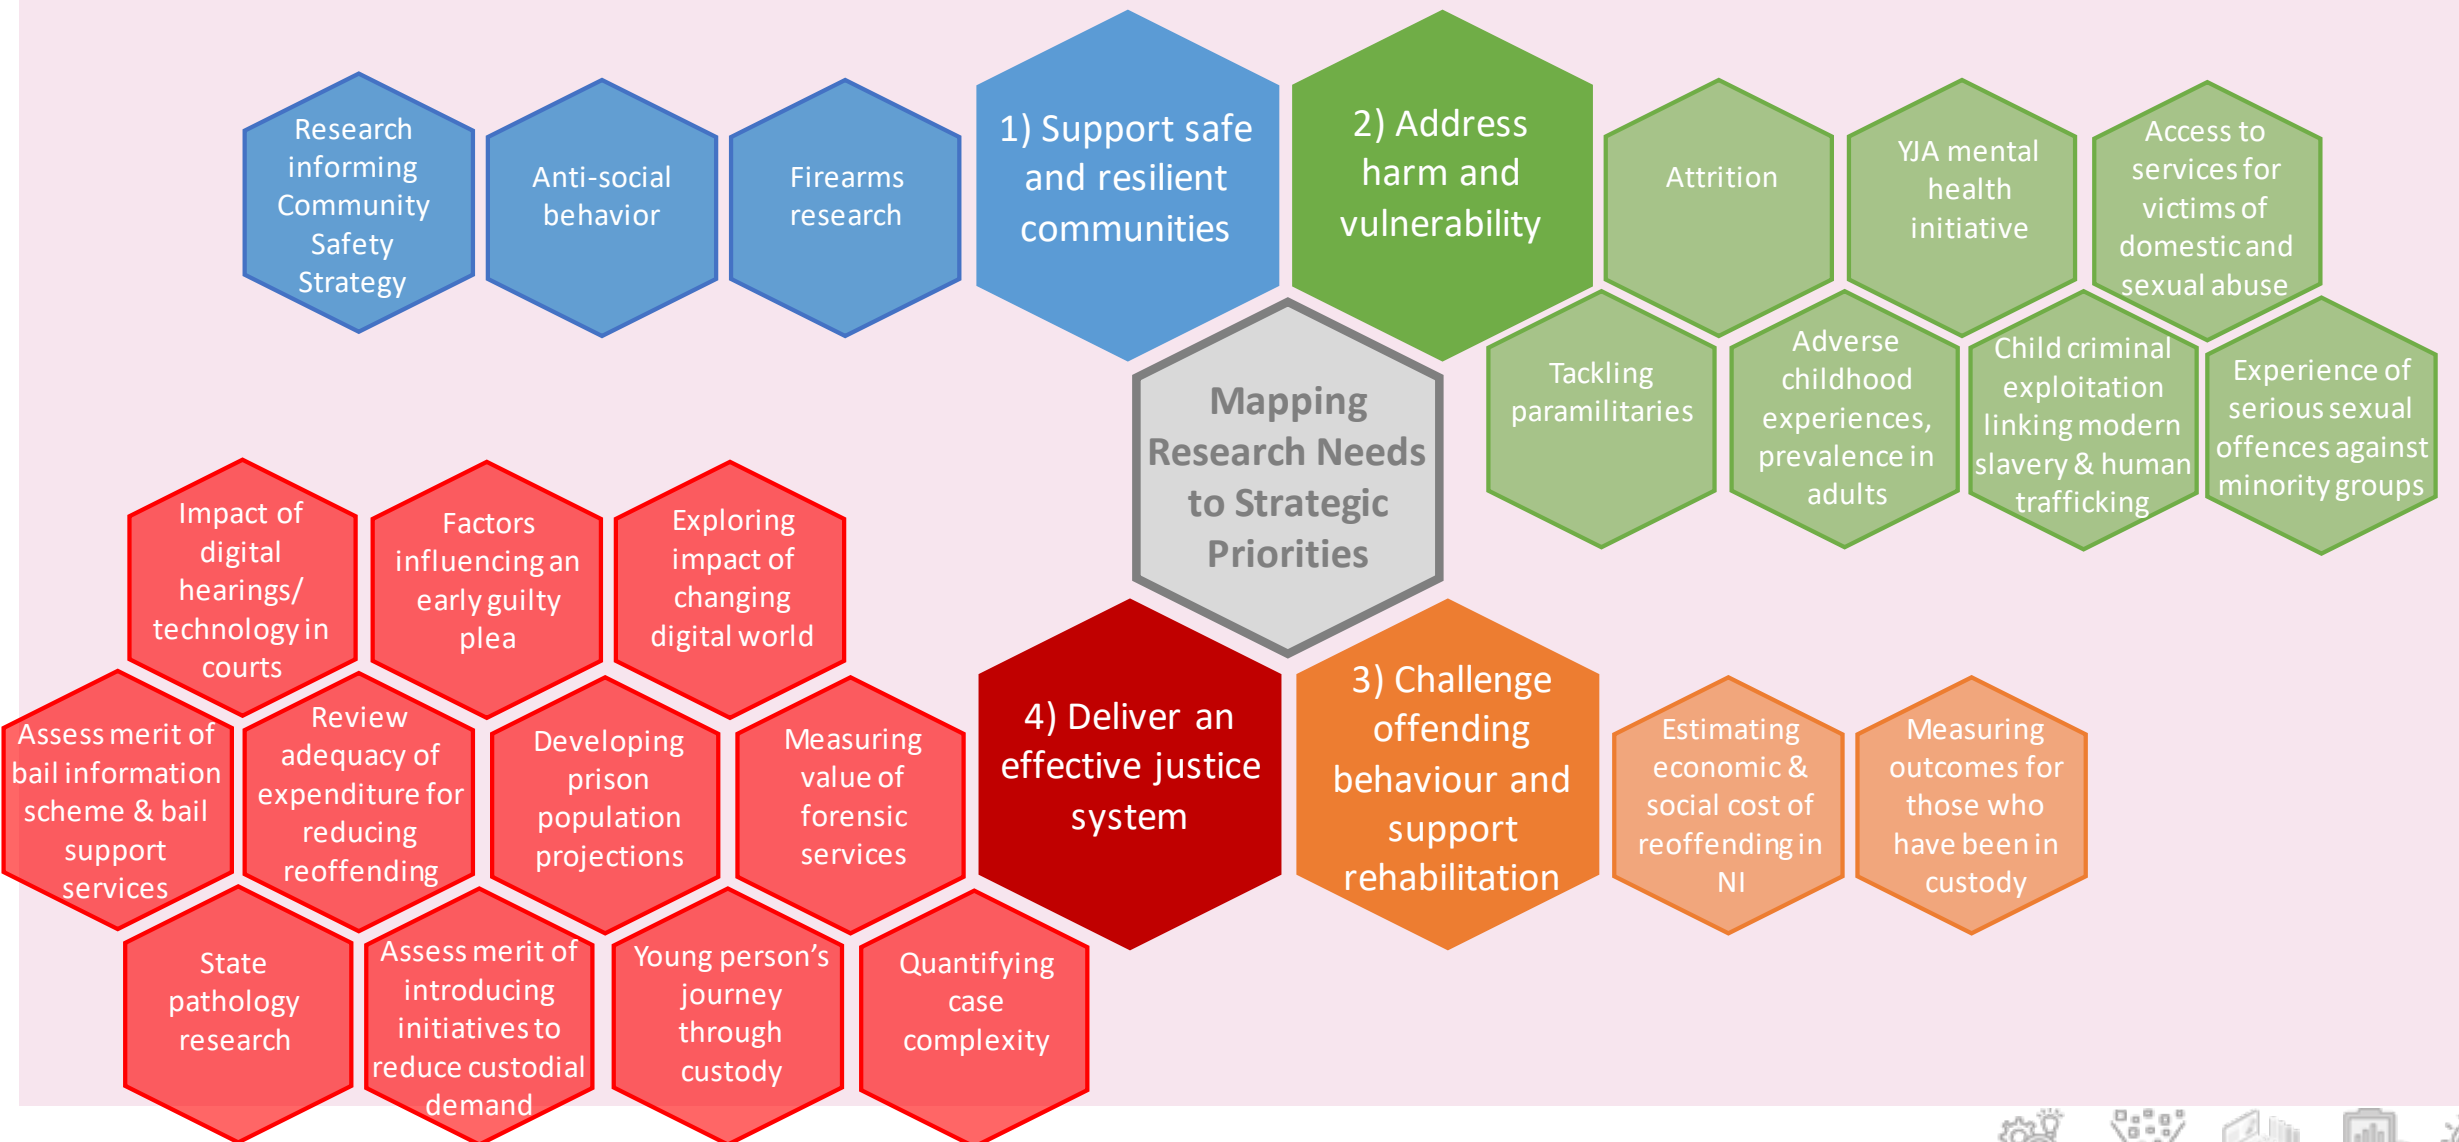 Research
informing
Community
Safety
Strategy
Anti-social
behavior
Firearms
research
1) Support safe
and resilient
communities
2) Address
harm and
vulnerability
Attrition
YJA mental
health
initiative
Access to
services for
victims of
domestic and
sexual abuse
Tackling
paramilitaries
Adverse
childhood
experiences,
prevalence in
adults
Child criminal
exploitation
linking modern
slavery & human
trafficking
Experience of
serious sexual
offences against
minority groups
Mapping
Research Needs
to Strategic
Priorities
Impact of
digital
hearings/
technology in
courts
Factors
influencing an
early guilty
plea
Exploring
impact of
changing
digital world
Assess merit of
bail information
scheme & bail
support
services
Review
adequacy of
expenditure for
reducing
reoffending
Developing
prison
population
projections
Measuring
value of
forensic
services
4) Deliver an
effective justice
system
3) Challenge
offending
behaviour and
support
rehabilitation
Estimating
economic &
social cost of
reoffending in
NI
Measuring
outcomes for
those who
have been in
custody
State
pathology
research
Assess merit of
introducing
initiatives to
reduce custodial
demand
Young person's
journey
through
custody
Quantifying
case
complexity